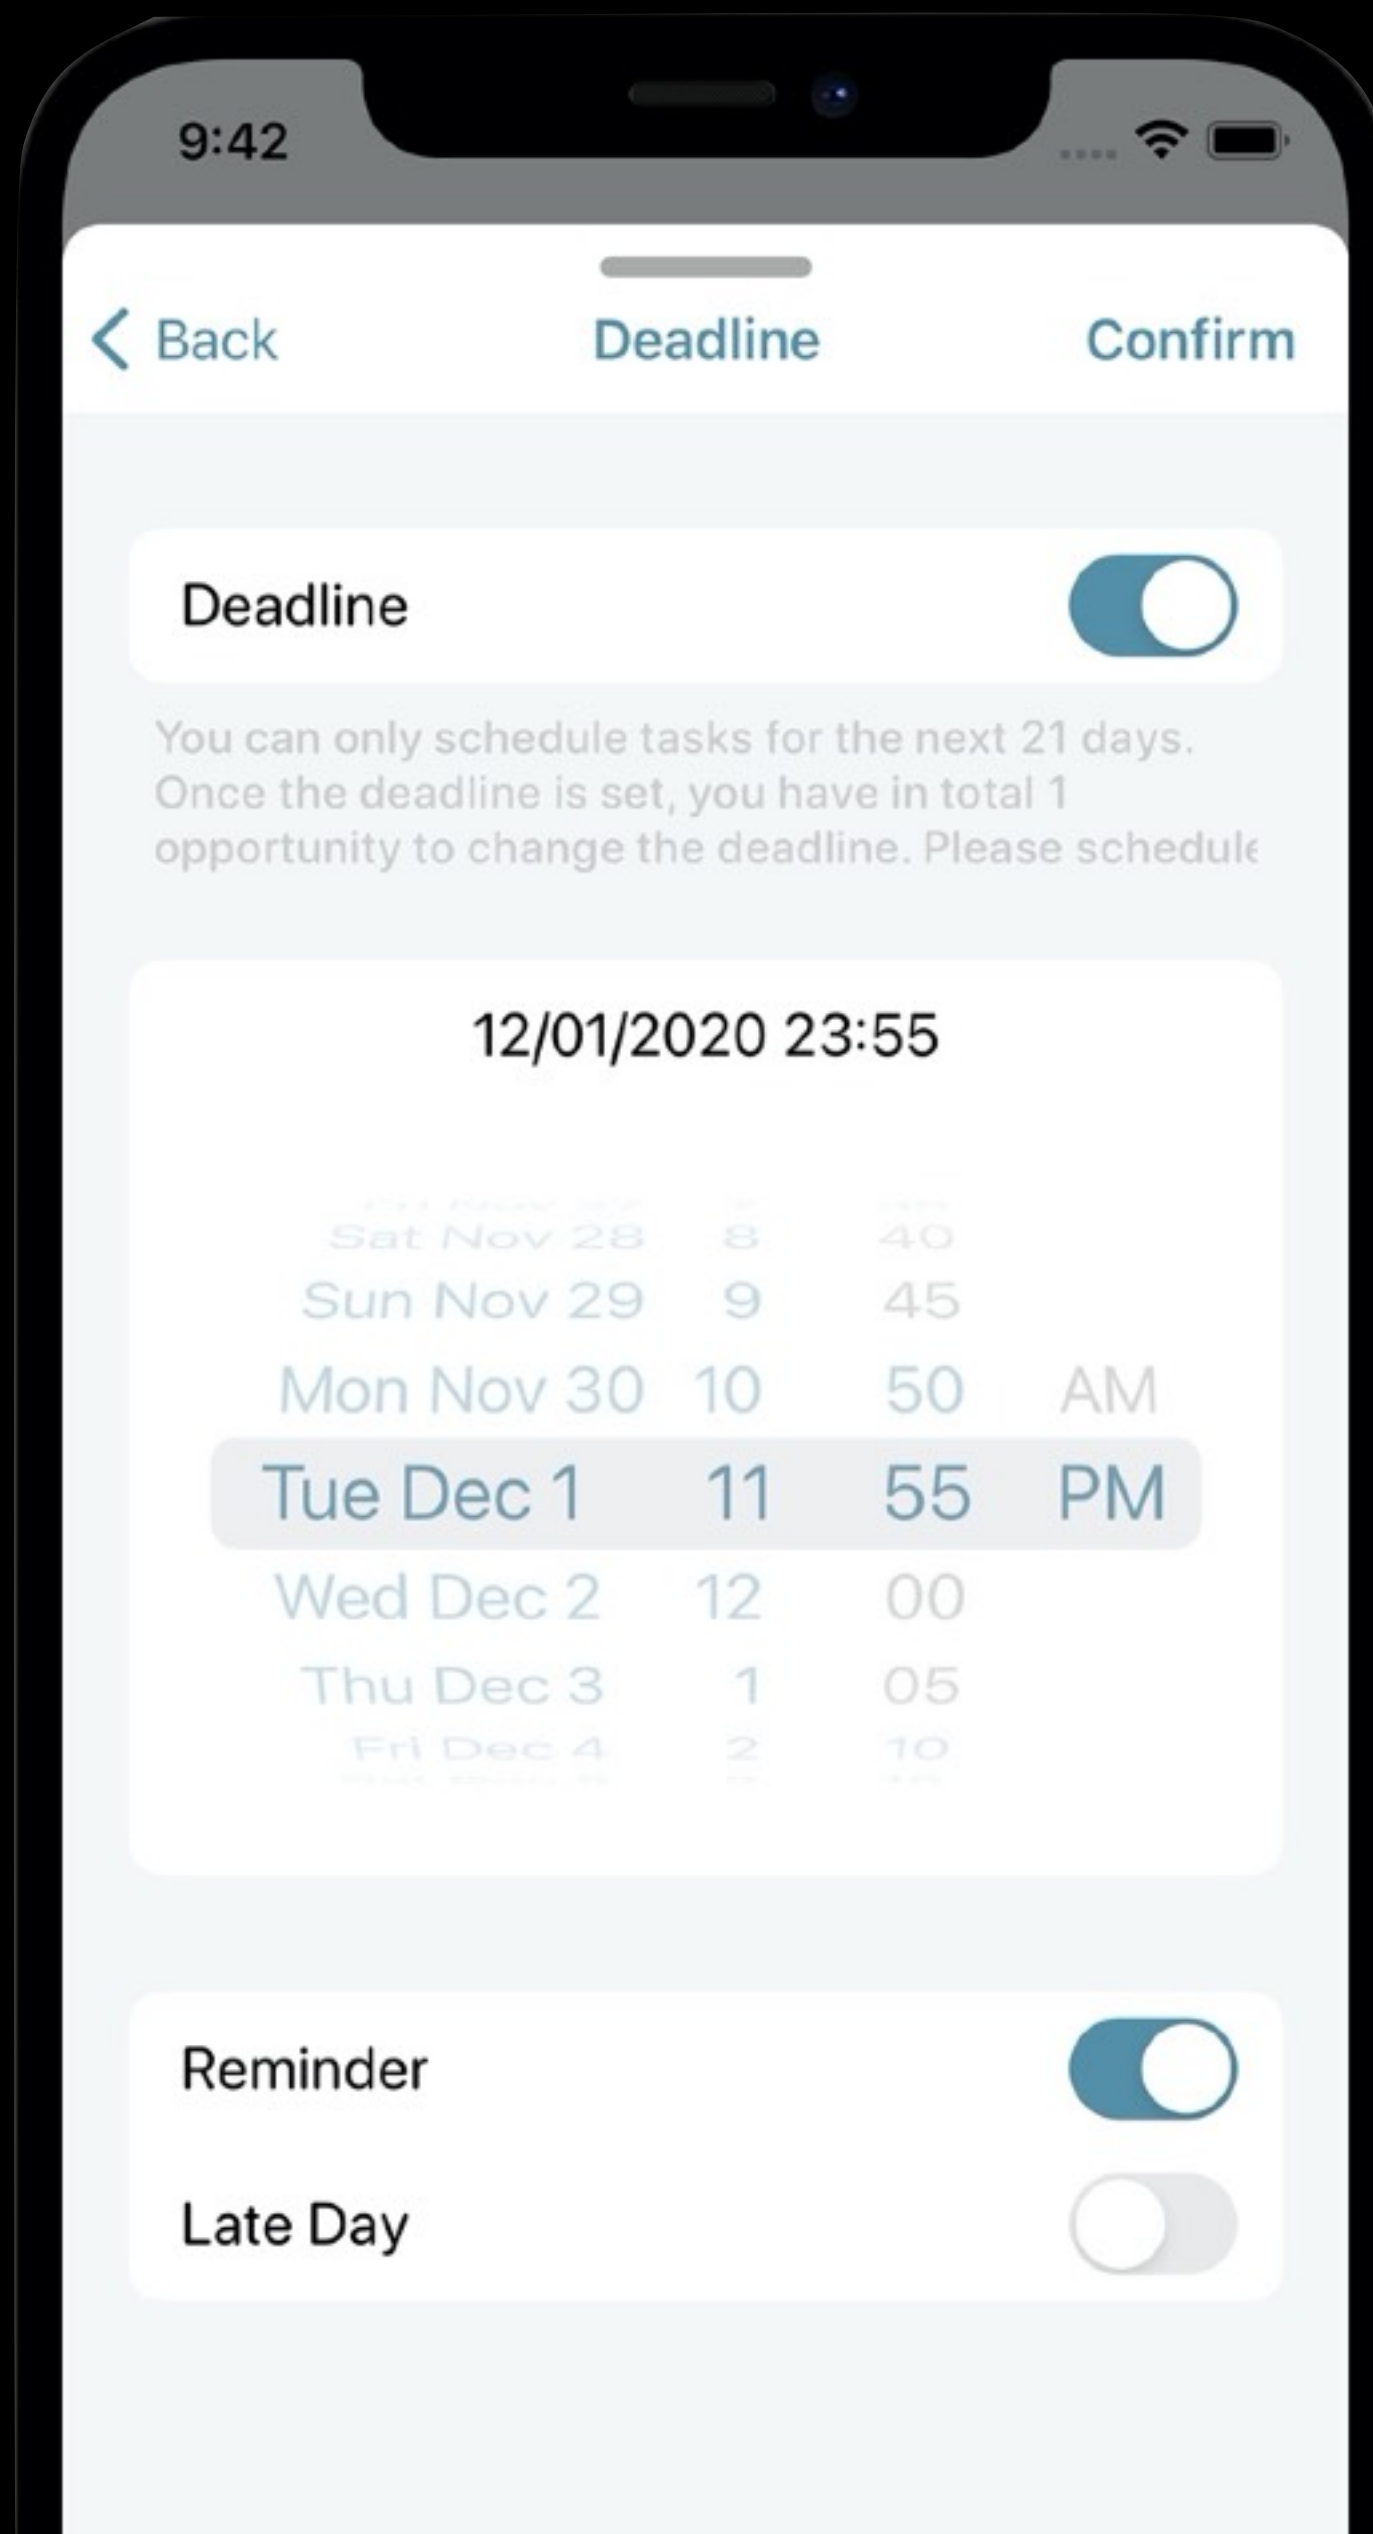 9:42
Back Deadline Confirm
Deadline
You can only schedule tasks for the next 21 days.
Once the deadline is set, you have in total 1
opportunity to change the deadline. Please schedule
12/01/2020 23:55
Sat Nov 28 8 40
Sun Nov 29 9 45
Mon Nov 30 10 50 AM
Tue Dec 1 11 55 PM
Wed Dec 2 12 00
Thu Dec 3 1 05
Fri Dec 4 2 10
Reminder
Late Day